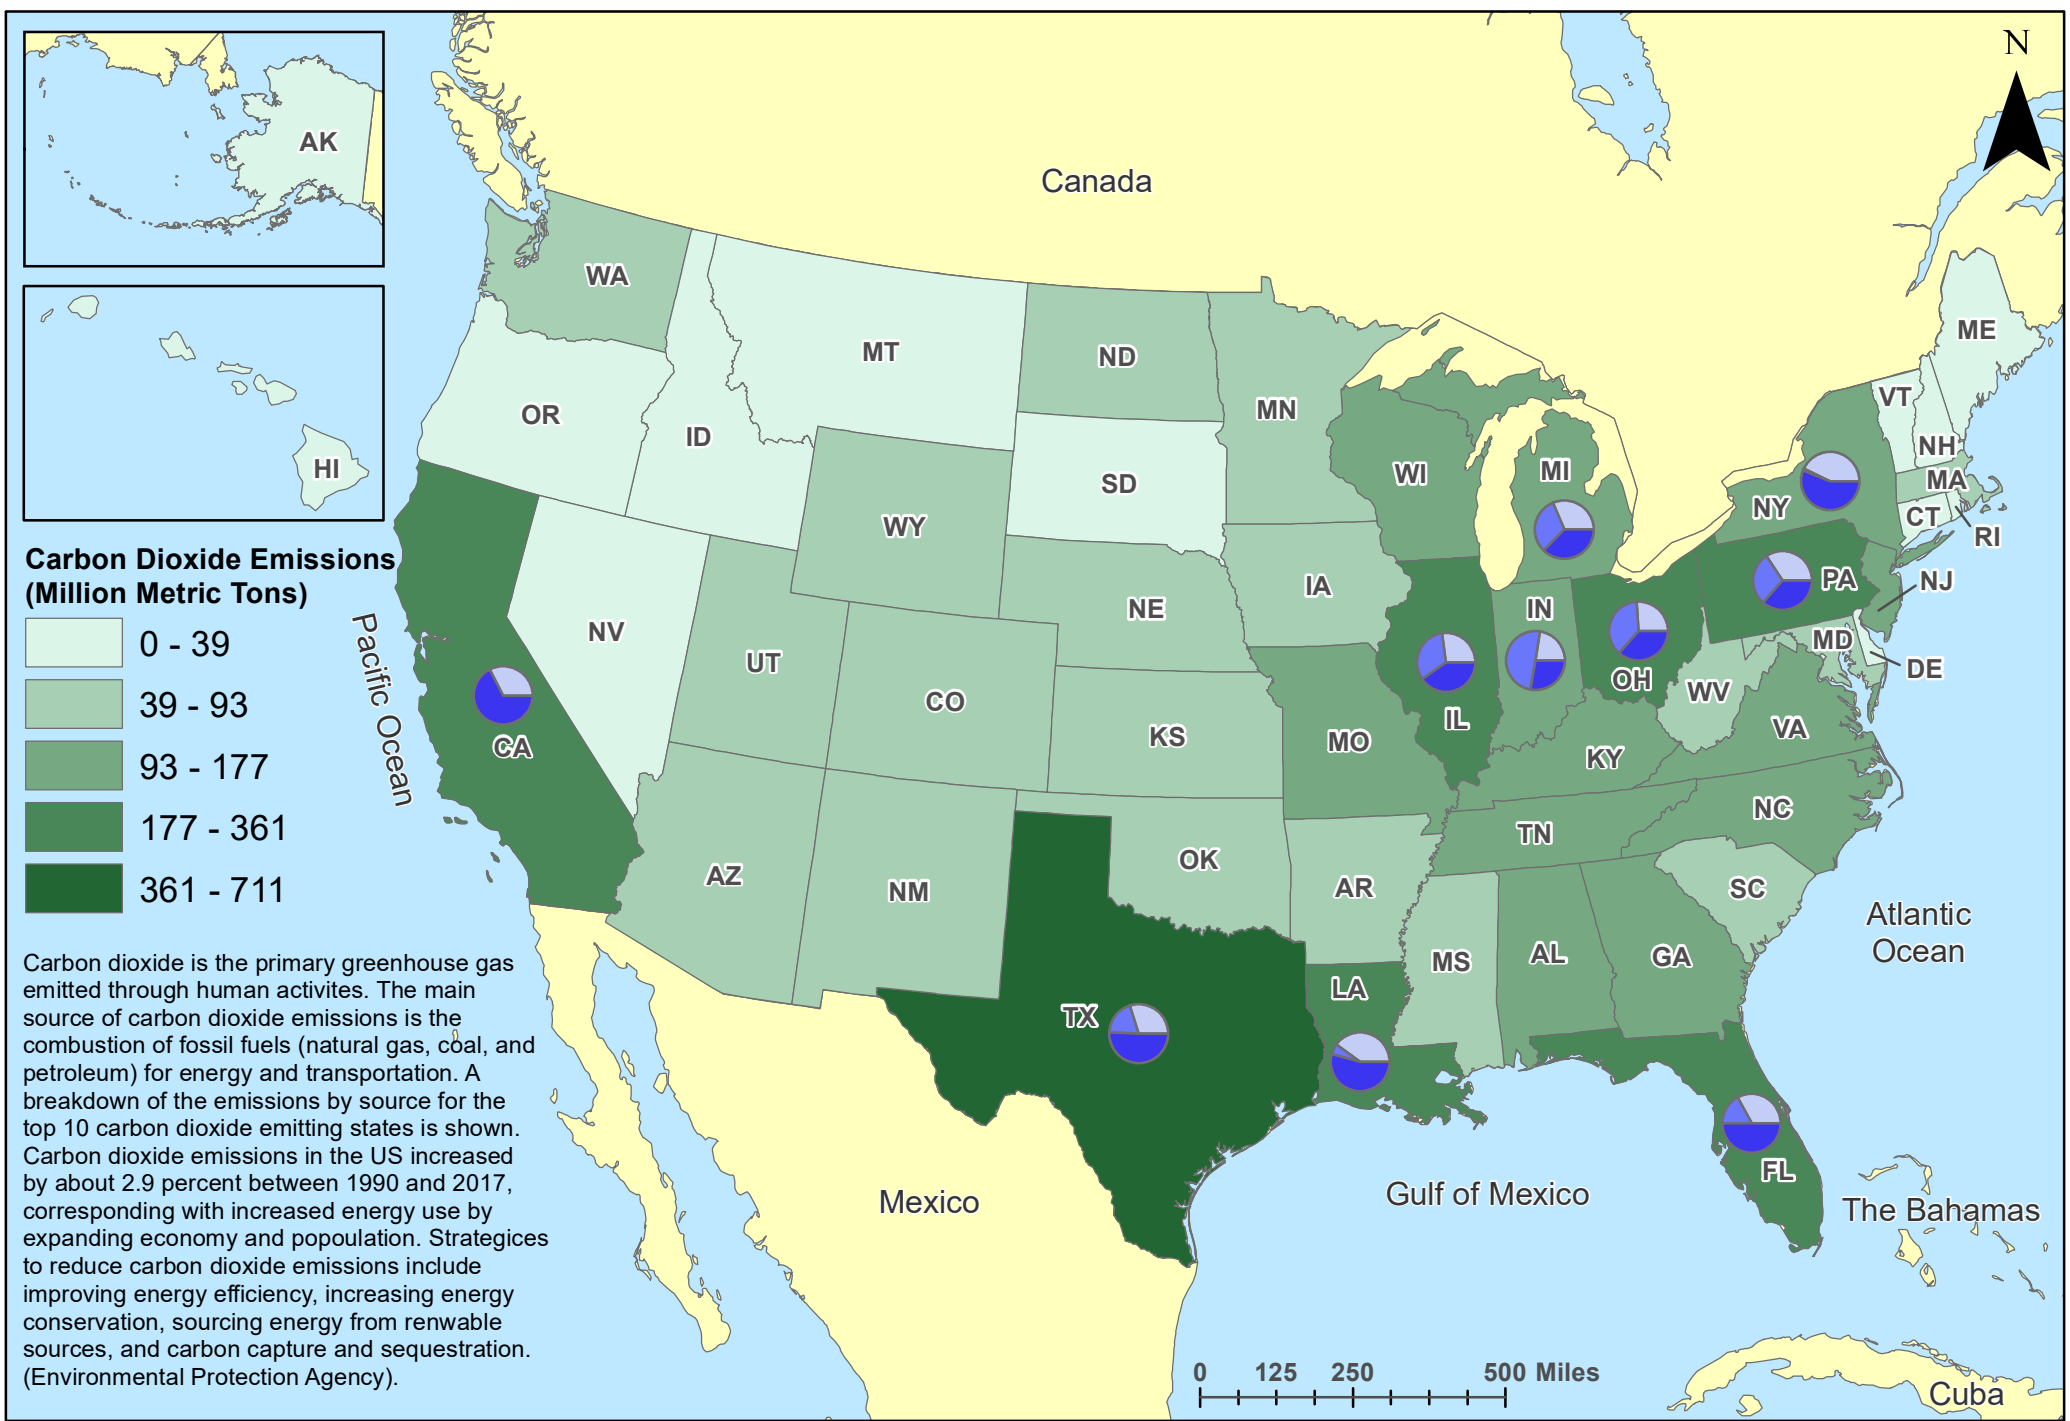 N
AK
Canada
WA
ME
MT
ND
VT
OR
MN
ID
NH
HI
WI
MI
MA
SD
NY
CT
WY
RI
Carbon Dioxide Emissions
(Million Metric Tons)
0 - 39
39 - 93
93 - 177
177 - 361
361 - 711
Pacific Ocean
PA
NJ
IA
NE
IN
NV
MD
UT
DE
OH
WV
CO
IL
VA
KS
MO
CA
KY
NC
TN
OK
AZ
AR
NM
SC
Atlantic
Ocean
MS
AL
GA
LA
TX
FL
Carbon dioxide is the primary greenhouse gas
emitted through human activites. The main
source of carbon dioxide emissions is the
combustion of fossil fuels (natural gas, coal, and
petroleum) for energy and transportation. A
breakdown of the emissions by source for the
top 10 carbon dioxide emitting states is shown.
Carbon dioxide emissions in the US increased
by about 2.9 percent between 1990 and 2017,
corresponding with increased energy use by
expanding economy and popoulation. Strategices
to reduce carbon dioxide emissions include
improving energy efficiency, increasing energy
conservation, sourcing energy from renwable
sources, and carbon capture and sequestration.
(Environmental Protection Agency).
Mexico
Gulf of Mexico
The Bahamas
0 125 250 500 Miles
Cuba